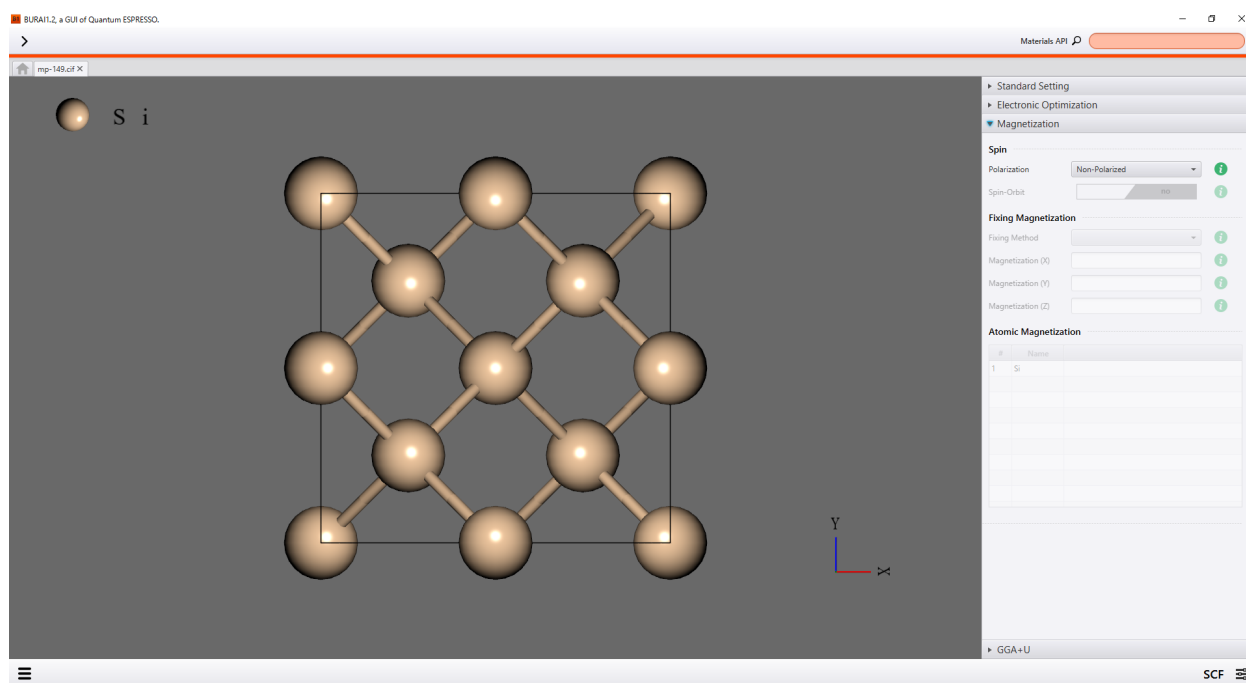 BURAI1.2, a GUI of Quantum ESPRESSO.
Materials API
mp-149.cif
S i
Standard Setting
Electronic Optimization
Magnetization
Spin
Polarization Non-Polarized
Spin-Orbit no
Fixing Magnetization
Fixing Method
Magnetization (X)
Magnetization (Y)
Magnetization (Z)
Atomic Magnetization
# Name
1 Si
Y
X
GGA+U
SCF